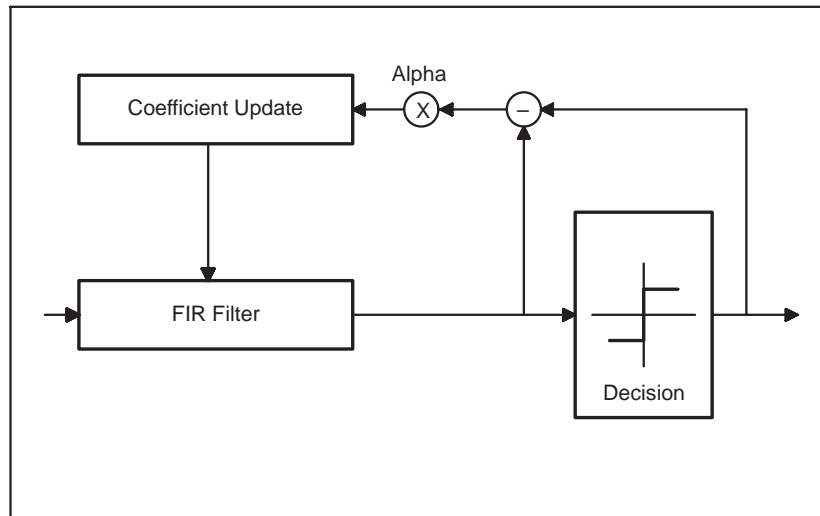 Alpha
Coefficient Update
X
–
FIR Filter
Decision